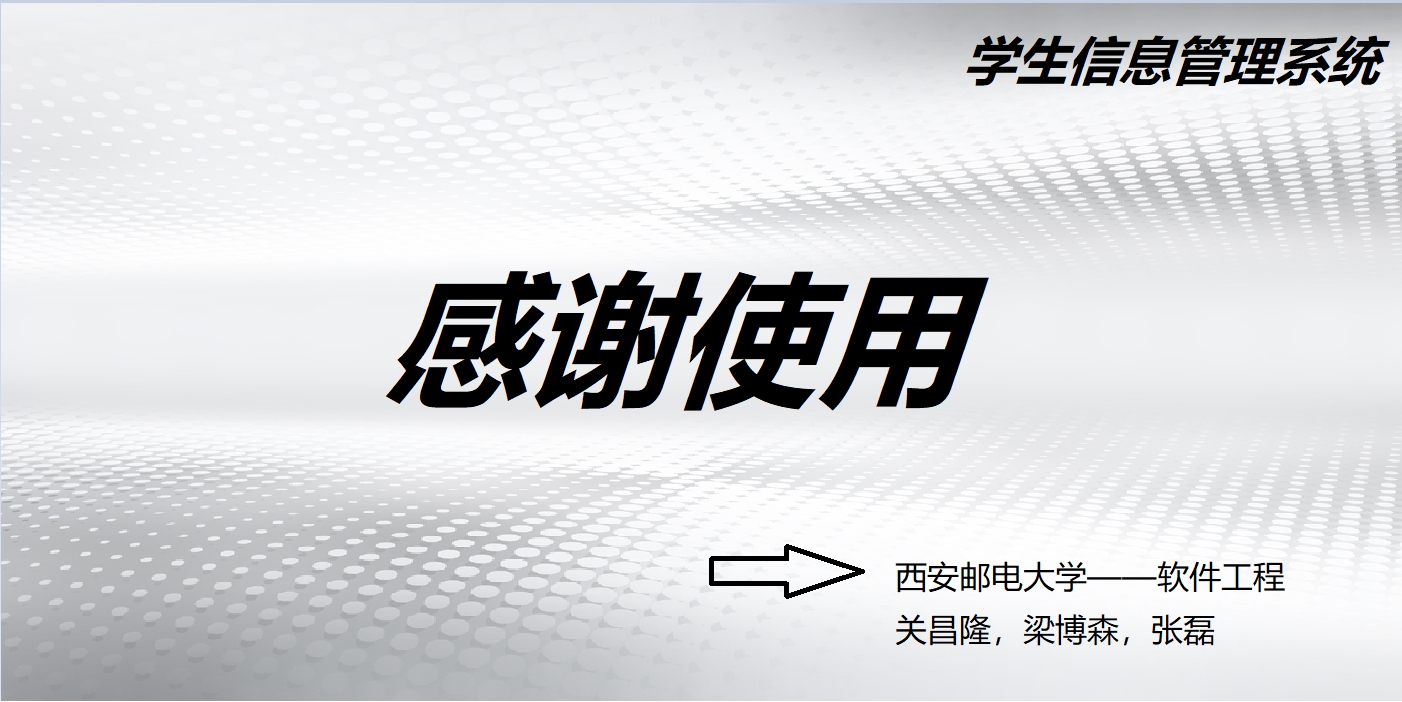 学生信息管理系统
感谢使用
西安邮电大学——软件工程
关昌隆，梁博森，张磊